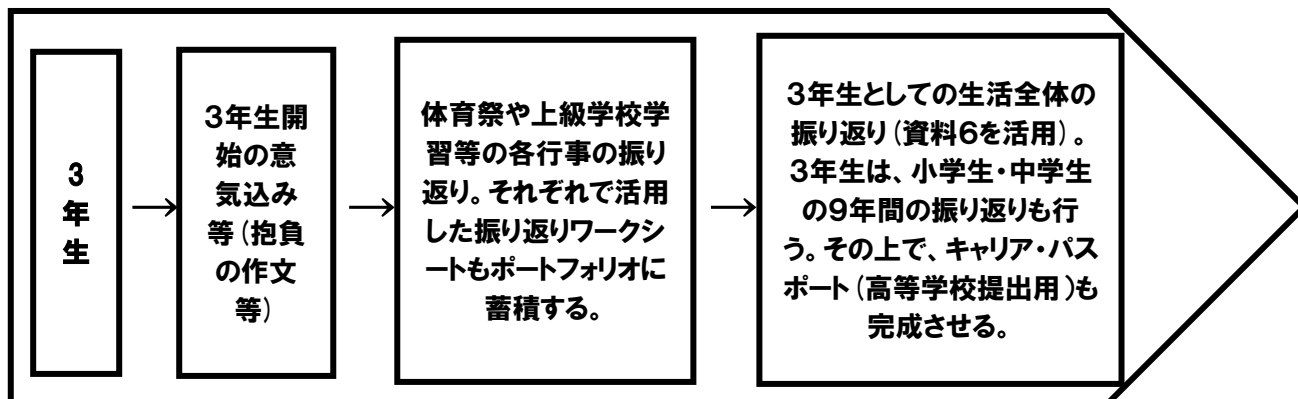 3
年
生
3年生開
始の意
気込み
等(抱負
の作文
等)
体育祭や上級学校学
習等の各行事の振り
返り。それぞれで活用
した振り返りワークシ
ートもポートフォリオに
蓄積する。
3年生としての生活全体の
振り返り(資料6を活用)。
3年生は、小学生・中学生
の9年間の振り返りも行
う。その上で、キャリア・パス
ポート(高等学校提出用)も
完成させる。